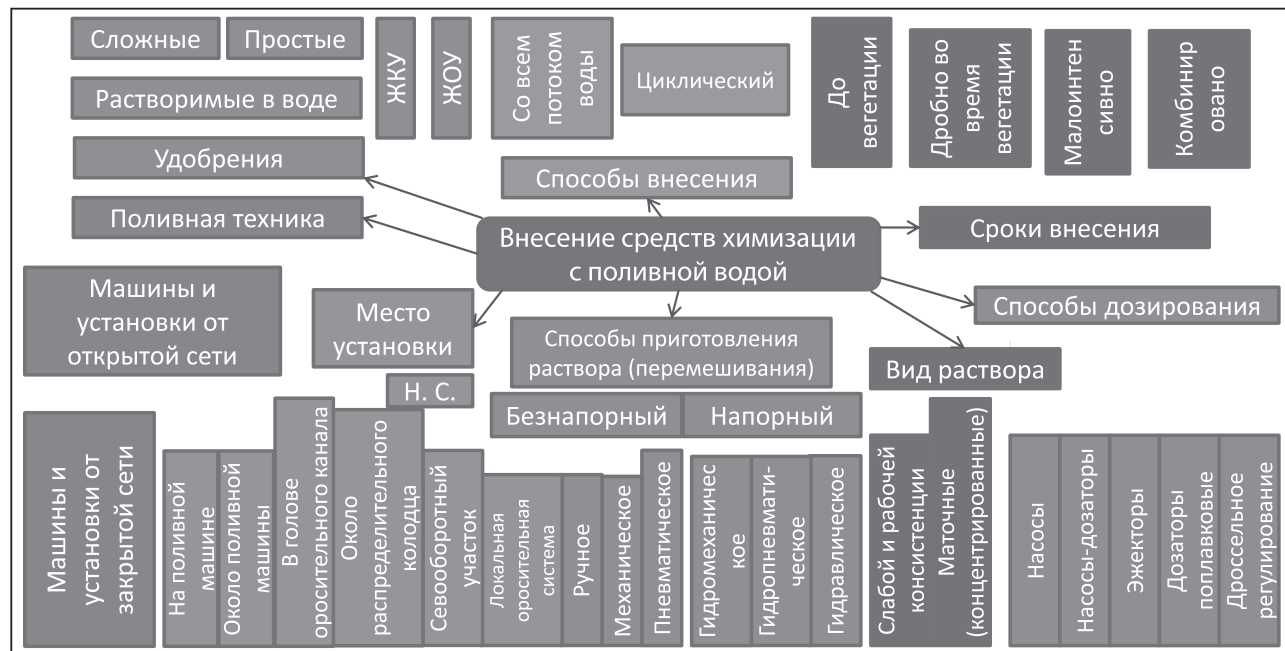 Сложные
Простые
Растворимые в воде
ЖКУ
ЖОУ
Со всем
потоком
воды
Циклический
До
вегетации
Дробно во
время
вегетации
Малоинтен
сивно
Комбинир
овано
Удобрения
Способы внесения
Поливная техника
Внесение средств химизации
с поливной водой
Сроки внесения
Машины и
установки от
открытой сети
Место
установки
Способы приготовления
раствора (перемешивания)
Способы дозирования
Вид раствора
Н. С.
Безнапорный
Напорный
Машины и
установки от
закрытой сети
На поливной
машине
Около поливной
машины
В голове
оросительного канала
Около
распределительного
колодца
Севооборотный
участок
Локальная
оросительная
система
Ручное
Механическое
Пневматическое
Гидромеханичес
кое
Гидропневмати-
ческое
Гидравлическое
Слабой и рабочей
консистенции
Маточные
(концентрированные)
Насосы
Насосы-дозаторы
Эжекторы
Дозаторы
поплавковые
Дроссельное
регулирование